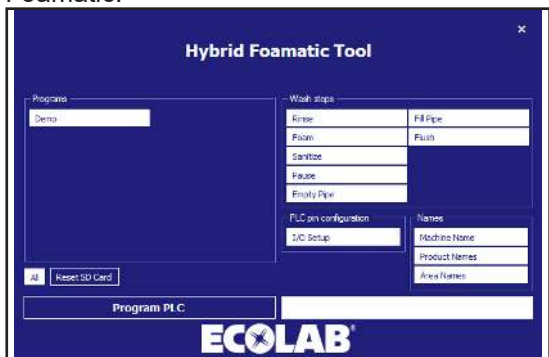 Foamatic.
×
Hybrid Foamatic Tool
Programs
Demo
Wash steps
Rinse
Foam
Sanitize
Pause
Empty Pipe
Fill Pipe
Flush
PLC pin configuration
I/O Setup
Names
Machine Name
Product Names
Area Names
All
Reset SD Card
Program PLC
ECOLAB®